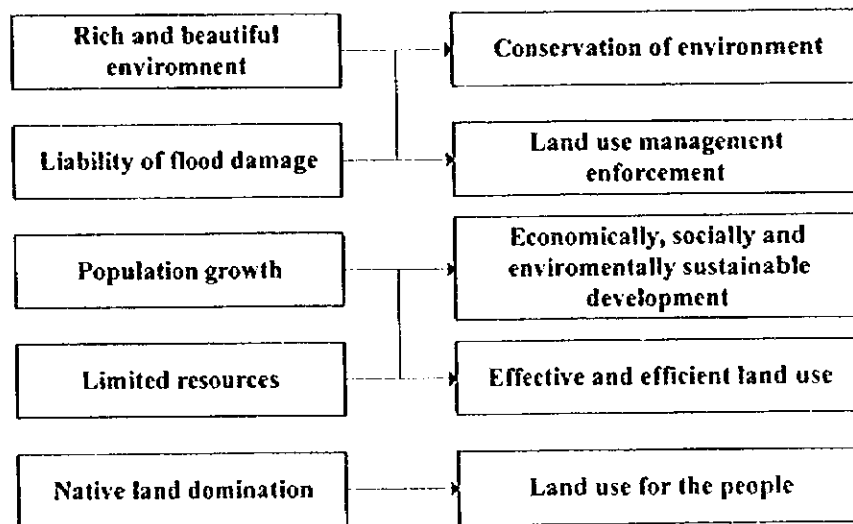 Rich and beautiful
enviromnent
Conservation of environment
Liability of flood damage
Land use management
enforcement
Population growth
Economically, socially and
enviromentally sustainable
development
Limited resources
Effective and efficient land use
Native land domination
Land use for the people